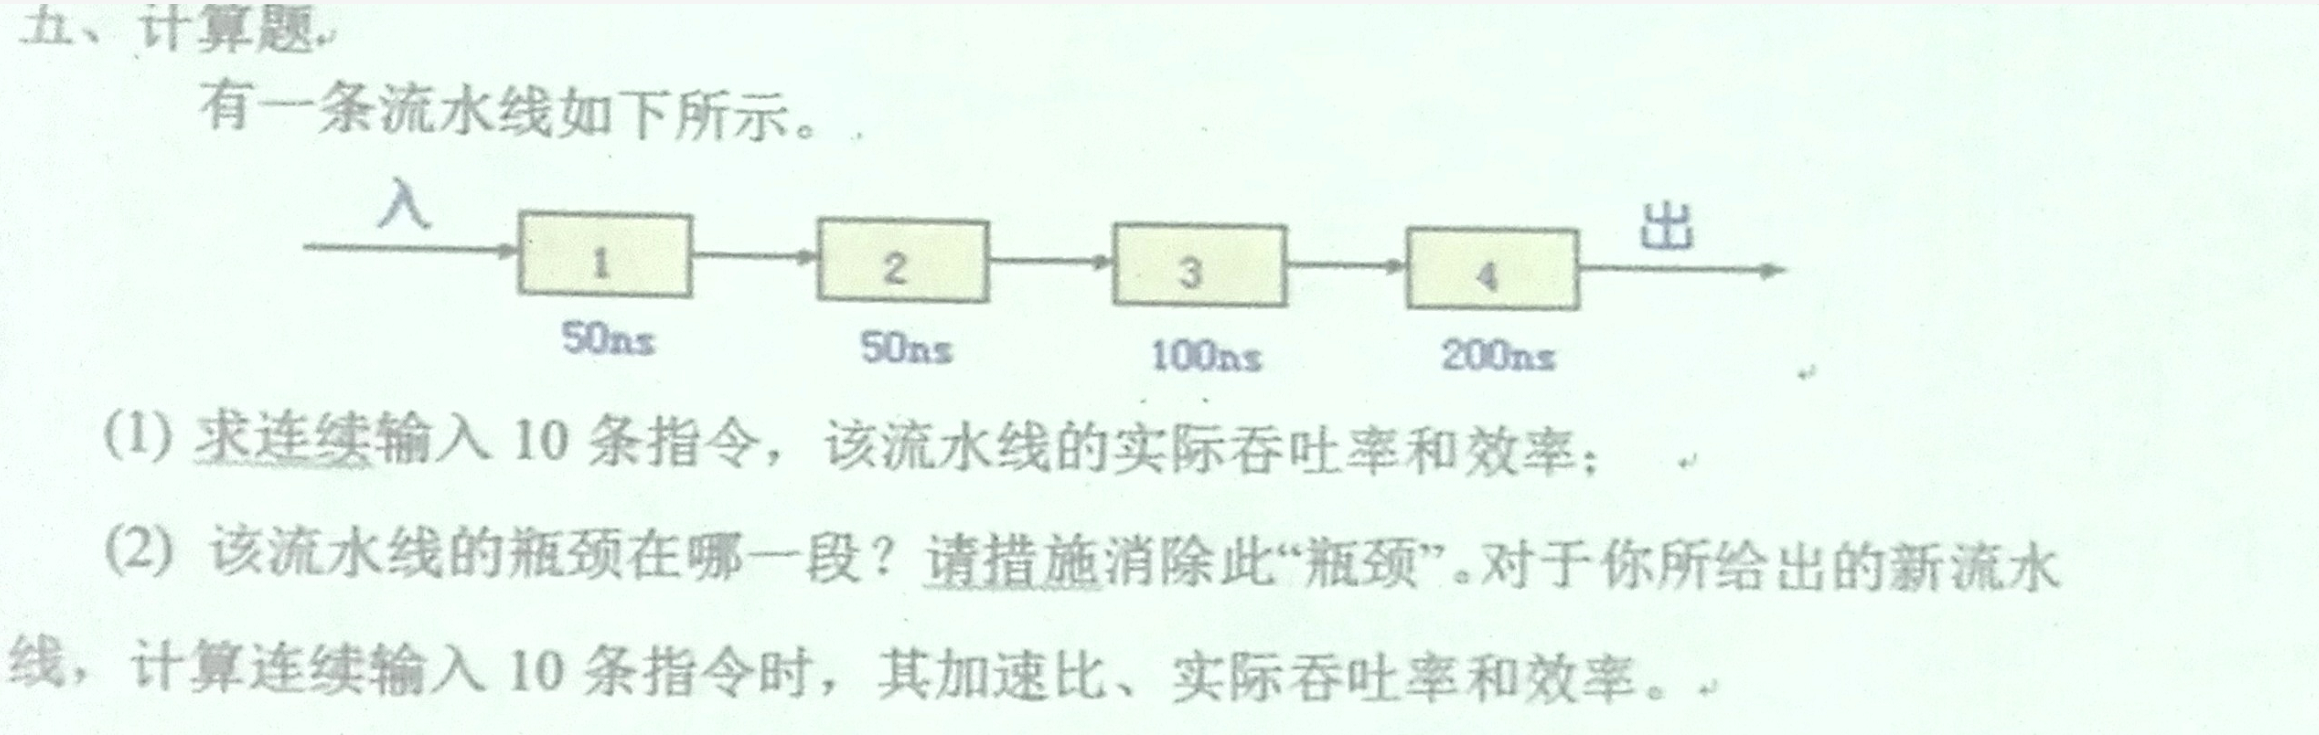 五、计算题.
有一条流水线如下所示。
入 1 2 3 4 出
50ns 50ns 100ns 200ns
(1) 求连续输入 10 条指令，该流水线的实际吞吐率和效率；
(2) 该流水线的瓶颈在哪一段？请措施消除此“瓶颈”。对于你所给出的新流水
线，计算连续输入 10 条指令时，其加速比、实际吞吐率和效率。